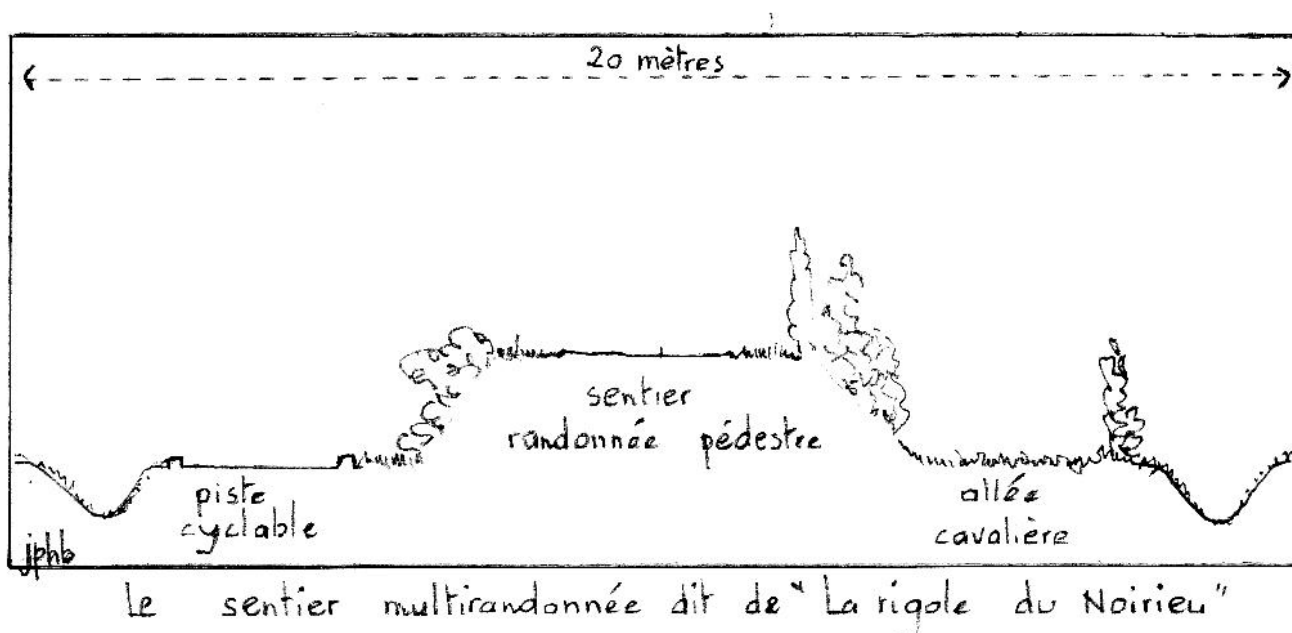 20 mètres
sentier
randonnée pédestre
piste
cyclable
allée
cavalière
jphb
Le sentier multirandonnée dit de "La rigole du Noirieu"